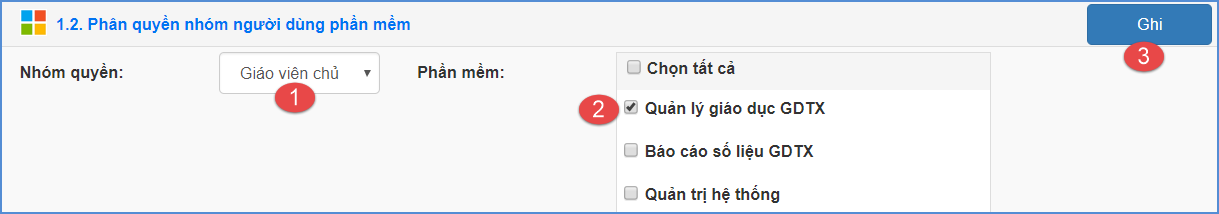 1.2. Phân quyền nhóm người dùng phần mềm
Ghi
3
Nhóm quyền:
Giáo viên chủ
1
Phần mềm:
Chọn tất cả
2
Quản lý giáo dục GDTX
Báo cáo số liệu GDTX
Quản trị hệ thống